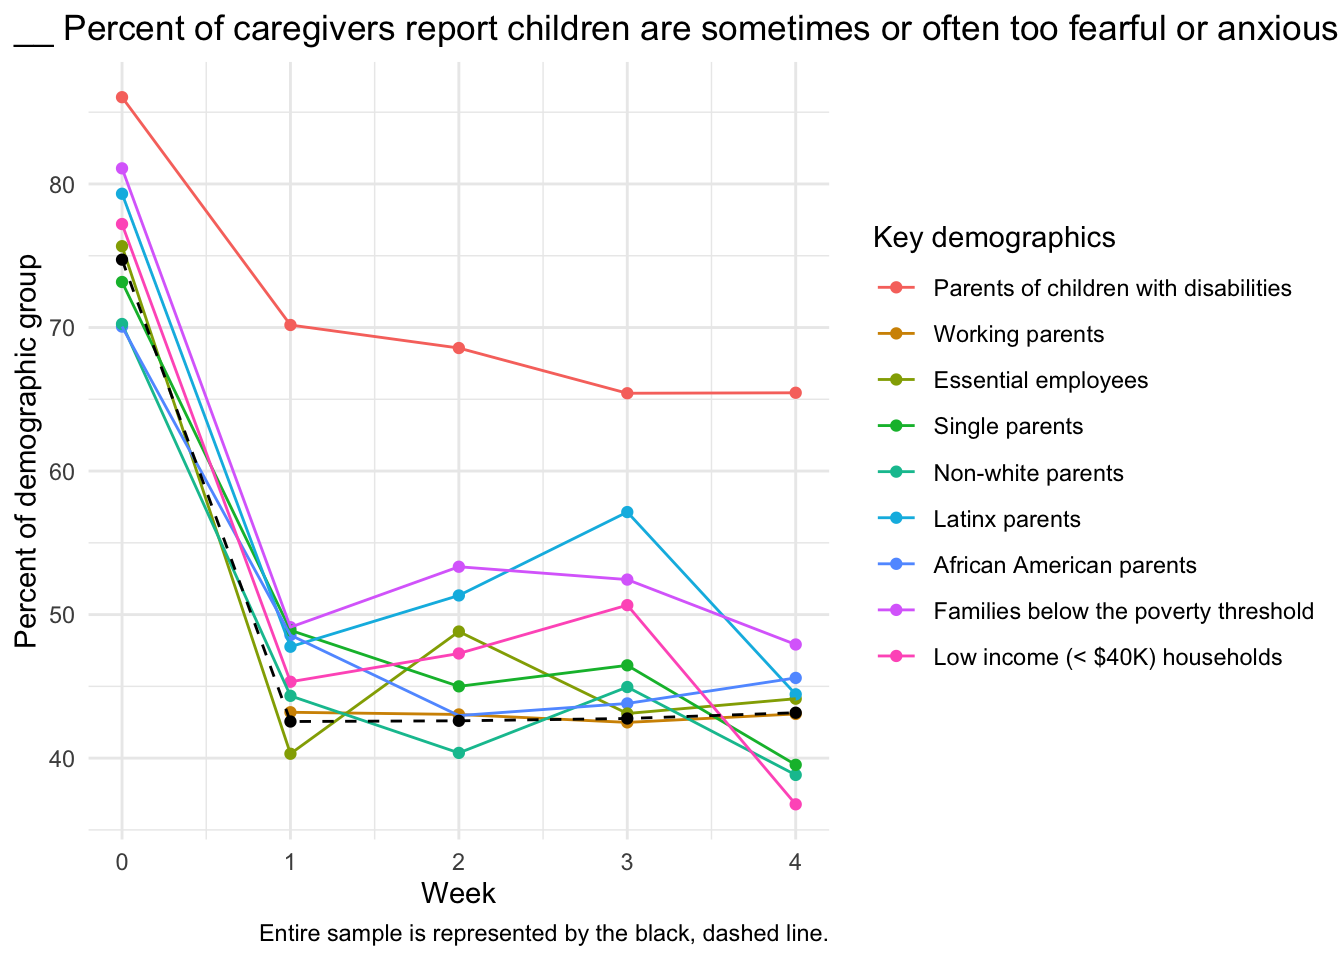 __ Percent of caregivers report children are sometimes or often too fearful or anxious
Percent of demographic group
80
70
60
50
40
0 1 2 3 4
Week
Key demographics
Parents of children with disabilities
Working parents
Essential employees
Single parents
Non-white parents
Latinx parents
African American parents
Families below the poverty threshold
Low income (< $40K) households
Entire sample is represented by the black, dashed line.